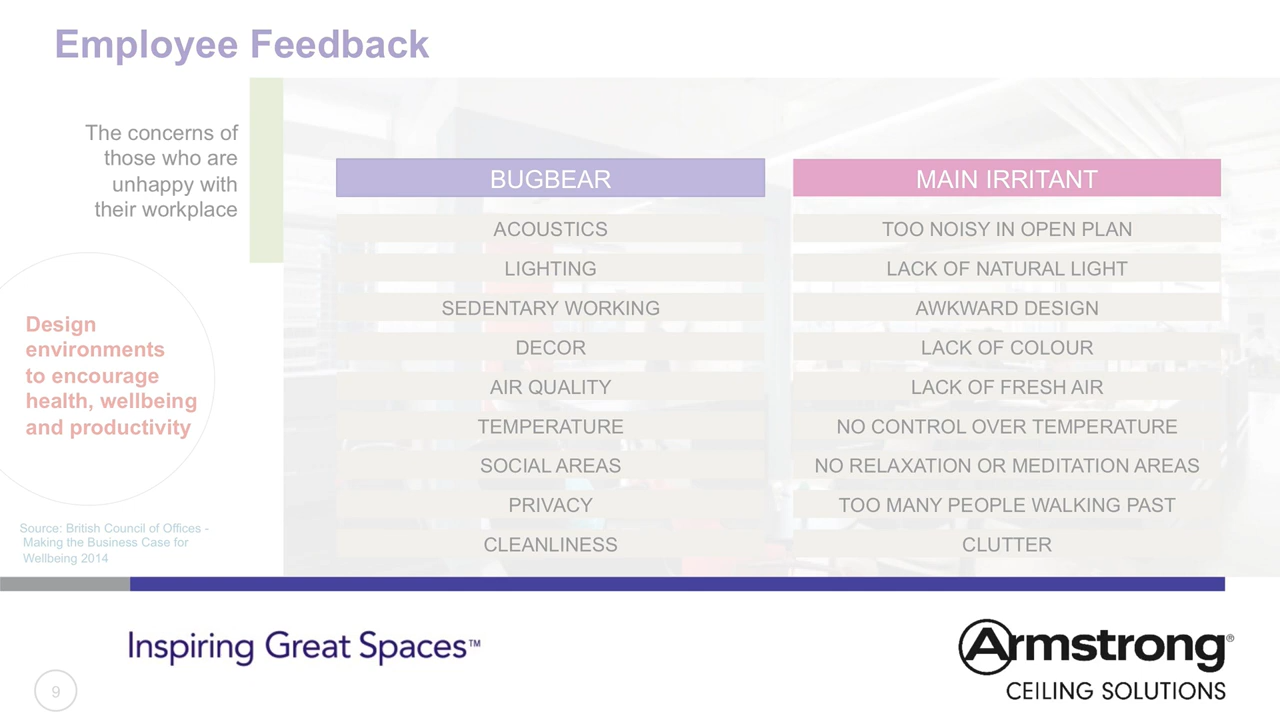 Employee Feedback
The concerns of
those who are
unhappy with
their workplace
Design
environments
to encourage
health, wellbeing
and productivity
Source: British Council of Offices -
Making the Business Case for
Wellbeing 2014
BUGBEAR MAIN IRRITANT
ACOUSTICS TOO NOISY IN OPEN PLAN
LIGHTING LACK OF NATURAL LIGHT
SEDENTARY WORKING AWKWARD DESIGN
DECOR LACK OF COLOUR
AIR QUALITY LACK OF FRESH AIR
TEMPERATURE NO CONTROL OVER TEMPERATURE
SOCIAL AREAS NO RELAXATION OR MEDITATION AREAS
PRIVACY TOO MANY PEOPLE WALKING PAST
CLEANLINESS CLUTTER
Inspiring Great Spaces™
Armstrong®
CEILING SOLUTIONS
9